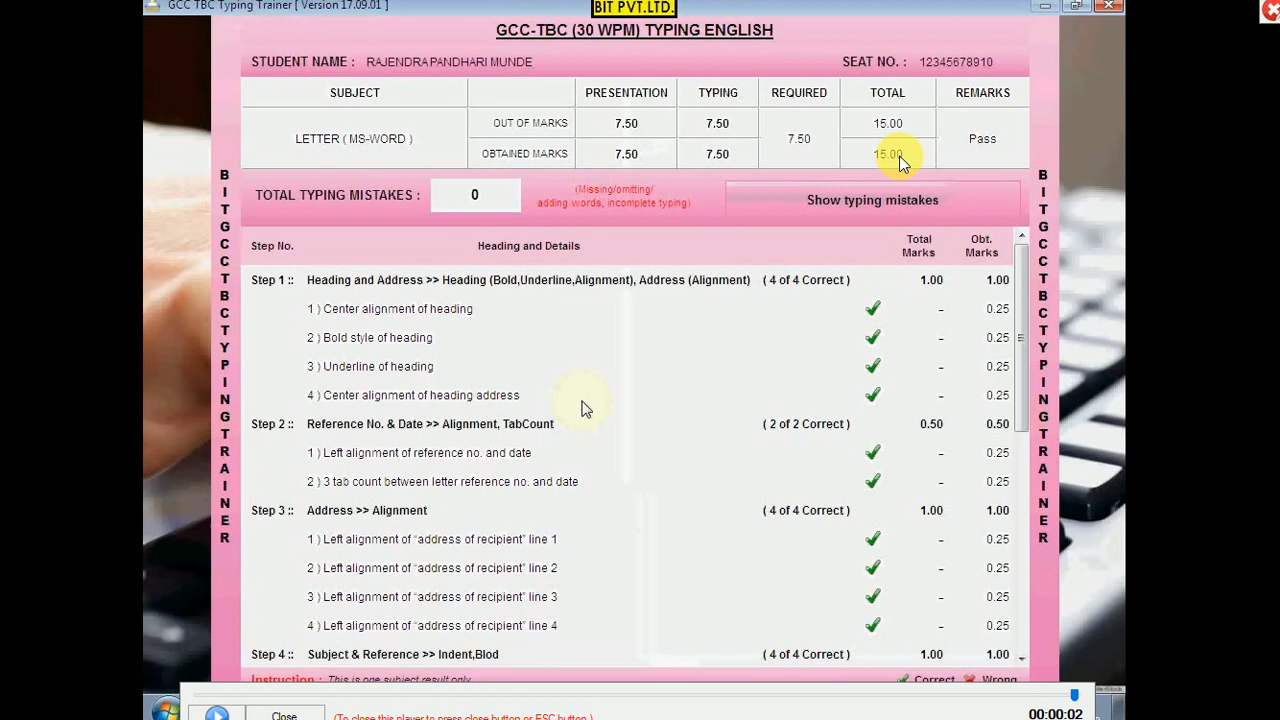 GCC TBC Typing Trainer [ Version 17.09.01 ]
BIT PVT.LTD.
GCC-TBC (30 WPM) TYPING ENGLISH
STUDENT NAME : RAJENDRA PANDHARI MUNDE SEAT NO. : 12345678910
SUBJECT PRESENTATION TYPING REQUIRED TOTAL REMARKS
LETTER ( MS-WORD ) OUT OF MARKS 7.50 7.50 7.50 15.00 Pass
OBTAINED MARKS 7.50 7.50 15.00
TOTAL TYPING MISTAKES : 0 (Missing/omitting/
adding words, incomplete typing) Show typing mistakes
Step No. Heading and Details Total Marks Obt. Marks
Step 1 :: Heading and Address >> Heading (Bold,Underline,Alignment), Address (Alignment) ( 4 of 4 Correct ) 1.00 1.00
1 ) Center alignment of heading - 0.25
2 ) Bold style of heading - 0.25
3 ) Underline of heading - 0.25
4 ) Center alignment of heading address - 0.25
Step 2 :: Reference No. & Date >> Alignment, TabCount ( 2 of 2 Correct ) 0.50 0.50
1 ) Left alignment of reference no. and date - 0.25
2 ) 3 tab count between letter reference no. and date - 0.25
Step 3 :: Address >> Alignment ( 4 of 4 Correct ) 1.00 1.00
1 ) Left alignment of “address of recipient” line 1 - 0.25
2 ) Left alignment of “address of recipient” line 2 - 0.25
3 ) Left alignment of “address of recipient” line 3 - 0.25
4 ) Left alignment of “address of recipient” line 4 - 0.25
Step 4 :: Subject & Reference >> Indent,Blod ( 4 of 4 Correct ) 1.00 1.00
Instruction : This is one subject result only Correct Wrong
BITGCCTBCTYPINGTRAINER
BITGCCTBCTYPINGTRAINER
Close (To close this player to press close button or ESC button.) 00:00:02